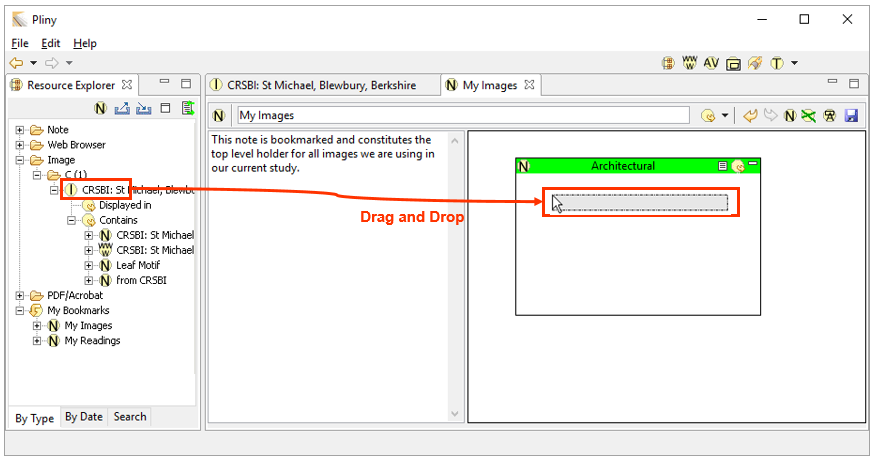 Pliny
File Edit Help
Resource Explorer
CRSBI: St Michael, Blewbury, Berkshire
My Images
My Images
Note
Web Browser
Image
C (1)
CRSBI: St Michael, Blewbo
Displayed in
Contains
CRSBI: St Michael
CRSBI: St Michael
Leaf Motif
from CRSBI
PDF/Acrobat
My Bookmarks
My Images
My Readings
By Type By Date Search
This note is bookmarked and constitutes the
top level holder for all images we are using in
our current study.
Architectural
Drag and Drop